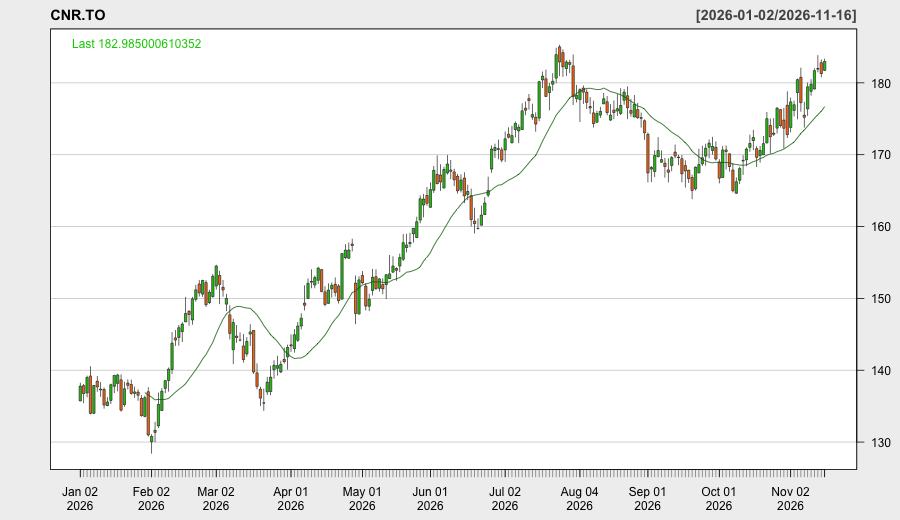 CNR.TO [2026-01-02/2026-11-16]
Last 182.985000610352
180
170
160
150
140
130
Jan 02 Feb 02 Mar 02 Apr 01 May 01 Jun 01 Jul 02 Aug 04 Sep 01 Oct 01 Nov 02
2026 2026 2026 2026 2026 2026 2026 2026 2026 2026 2026